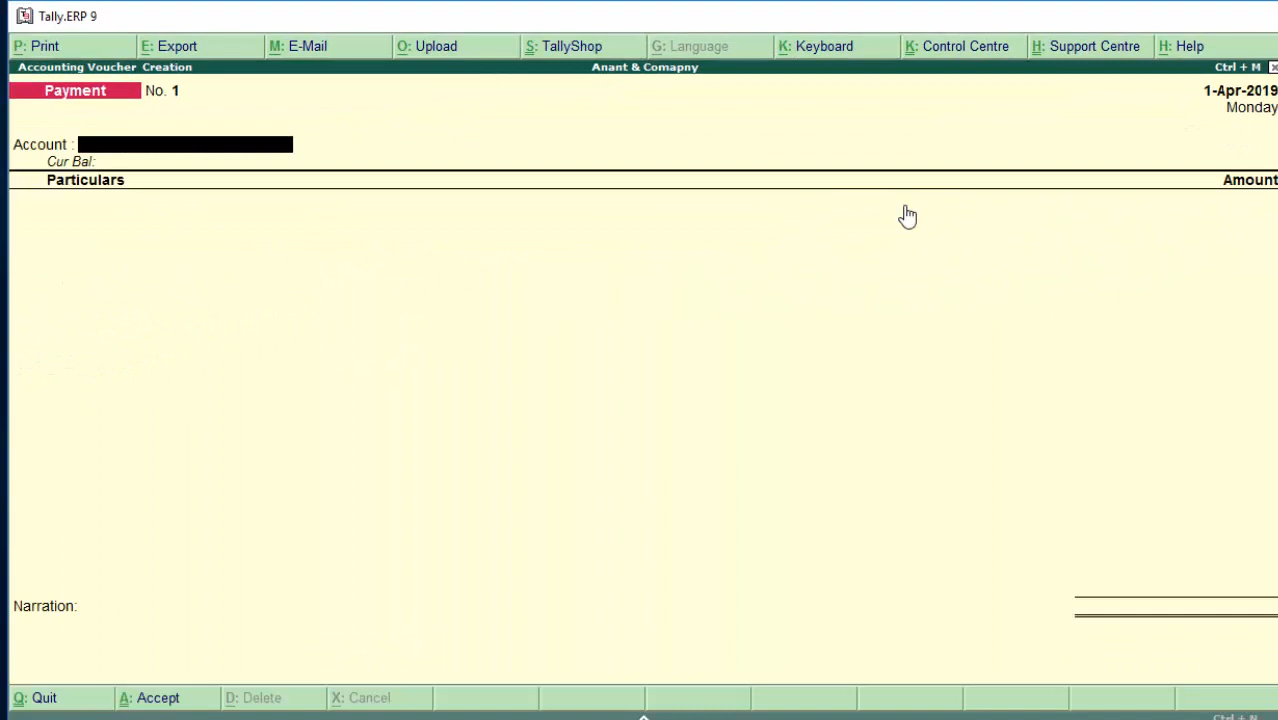 Tally.ERP 9
P: Print E: Export M: E-Mail O: Upload S: TallyShop G: Language K: Keyboard K: Control Centre H: Support Centre H: Help
Accounting Voucher Creation Anant & Comapny Ctrl + M
Payment No. 1 1-Apr-2019
Monday
Account :
Cur Bal:
Particulars Amount
Narration:
Q: Quit A: Accept D: Delete X: Cancel
Ctrl + N